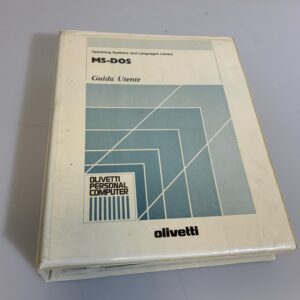 Operating Systems and Languages Library
MS-DOS
Guida Utente
OLIVETTI
PERSONAL
COMPUTER
olivetti